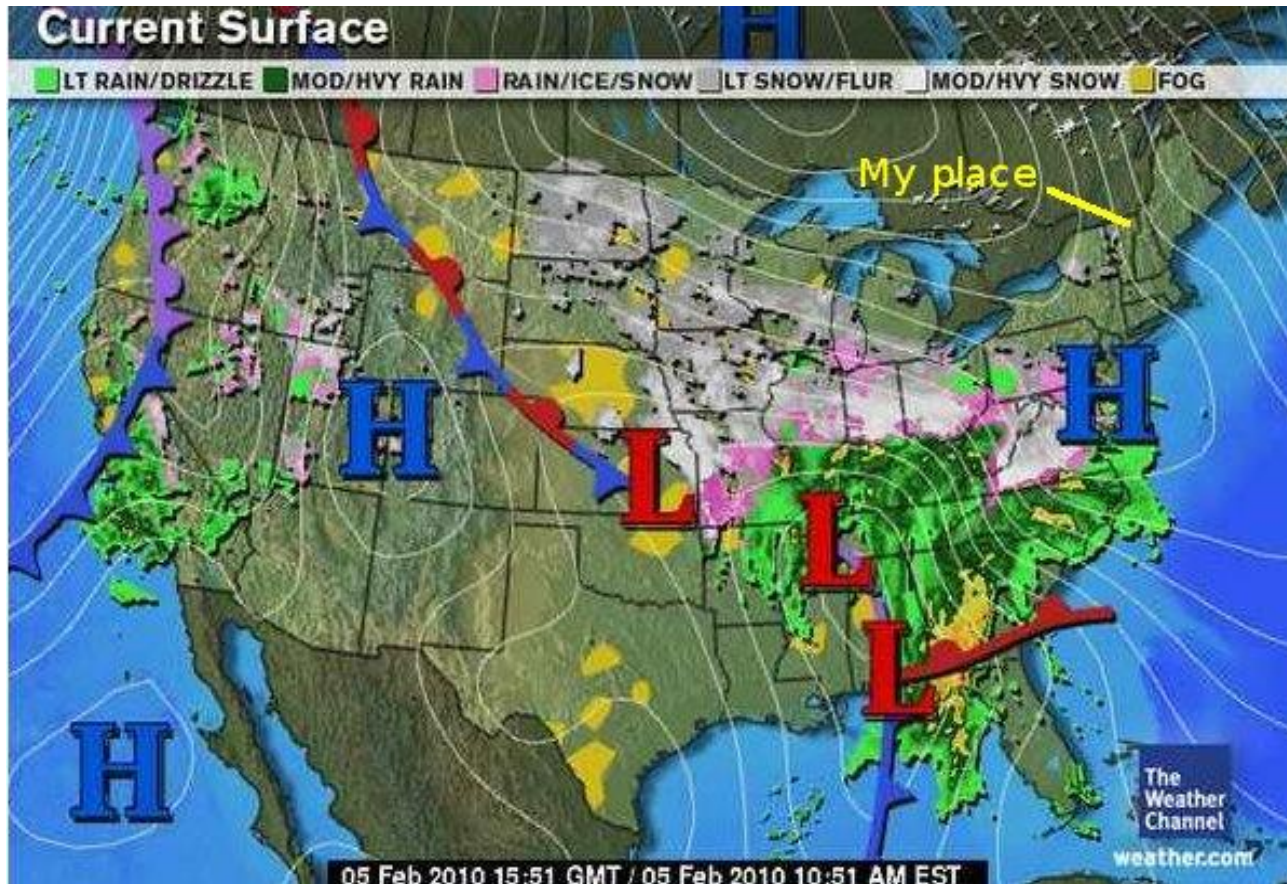 Current Surface
LT RAIN/DRIZZLE MOD/HVY RAIN RAIN/ICE/SNOW LT SNOW/FLUR MOD/HVY SNOW FOG
H
My place
H
H
L
L
L
H
The
Weather
Channel
weather.com
05 Feb 2010 15:51 GMT / 05 Feb 2010 10:51 AM EST